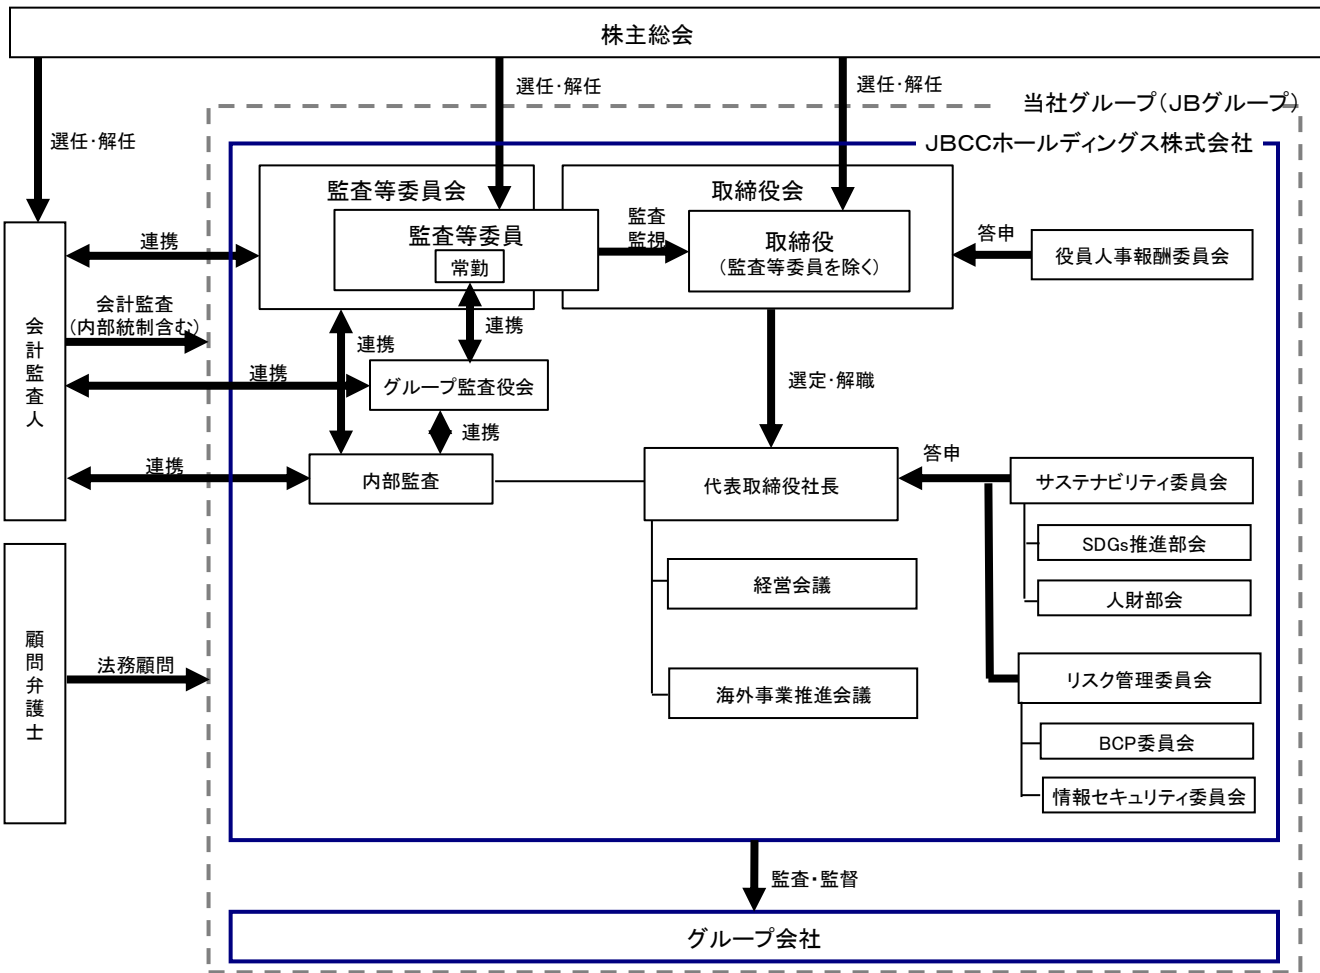 株主総会
選任・解任
選任・解任
選任・解任
当社グループ(JBグループ)
JBCCホールディングス株式会社
監査等委員会
取締役会
監査等委員
常勤
監査
監視
取締役
(監査等委員を除く)
答申
役員人事報酬委員会
連携
会計監査
(内部統制含む)
会計監査人
連携
連携
連携
グループ監査役会
選定・解職
連携
連携
内部監査
代表取締役社長
答申
サステナビリティ委員会
SDGs推進部会
人財部会
経営会議
海外事業推進会議
顧問弁護士
法務顧問
リスク管理委員会
BCP委員会
情報セキュリティ委員会
監査・監督
グループ会社